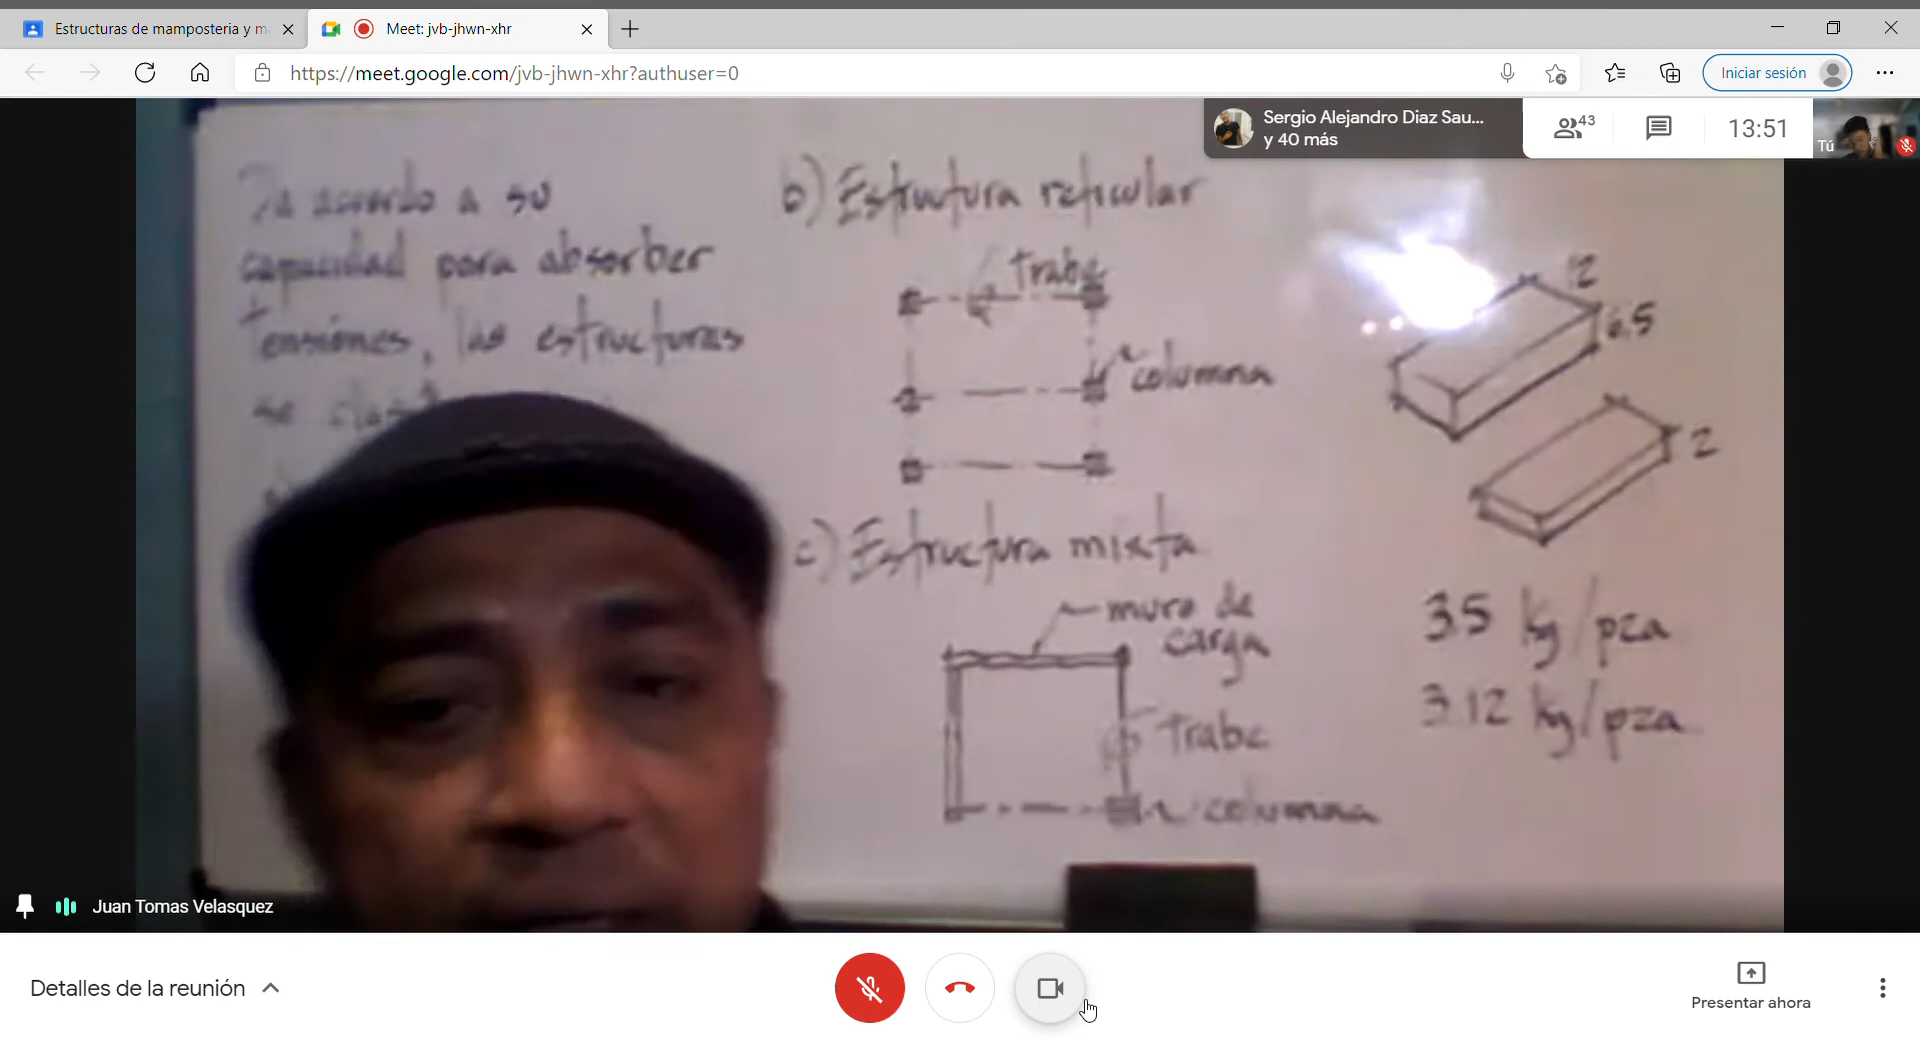 Estructuras de mamposteria y m
Meet: jvb-jhwn-xhr
https://meet.google.com/jvb-jhwn-xhr?authuser=0
Iniciar sesión
Sergio Alejandro Diaz Sau...
y 40 más
43
13:51
Tú
De acuerdo a su
capacidad para absorber
tensiones, las estructuras
se
b) Estructura reticular
trabe
columna
c) Estructura mixta
muro de
carga
trabe
columna
12
6.5
2
3.5 kg/pza
3.12 kg/pza
Juan Tomas Velasquez
Detalles de la reunión
Presentar ahora